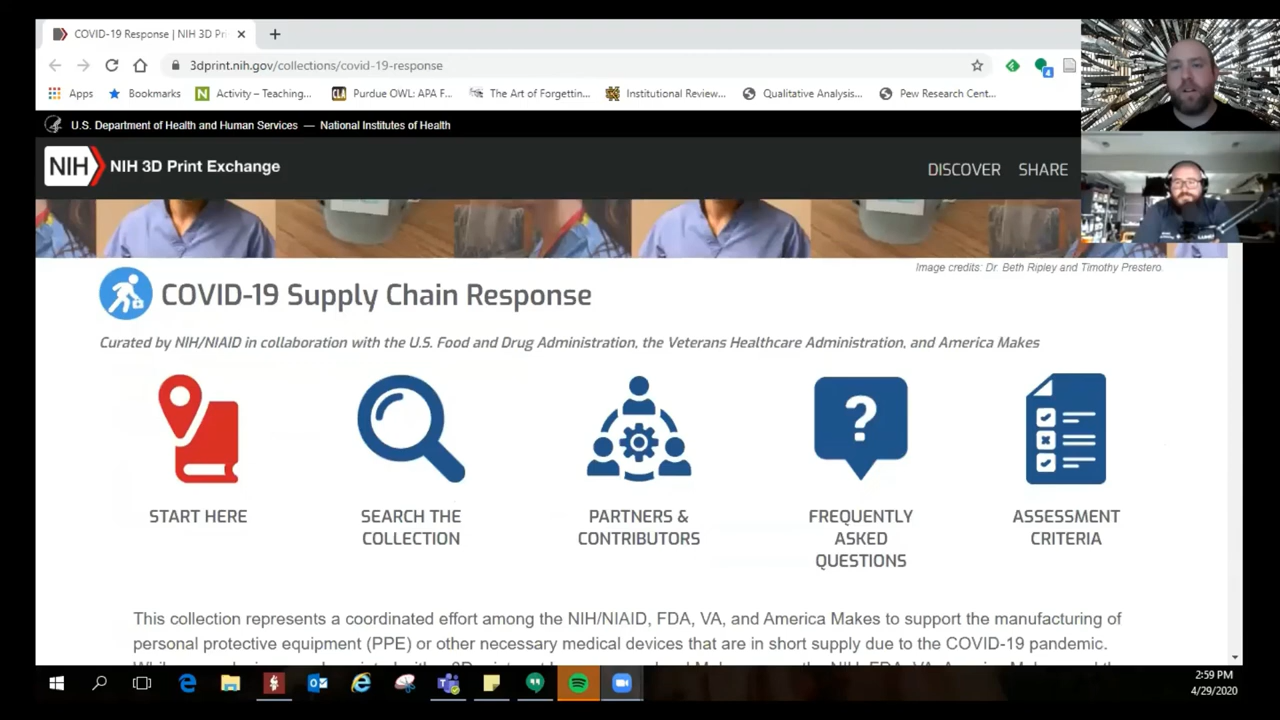 COVID-19 Response | NIH 3D Pri
3dprint.nih.gov/collections/covid-19-response
Apps
Bookmarks
Activity – Teaching...
Purdue OWL: APA F...
The Art of Forgettin...
Institutional Review...
Qualitative Analysis...
Pew Research Cent...
U.S. Department of Health and Human Services — National Institutes of Health
NIH NIH 3D Print Exchange
DISCOVER SHARE
Image credits: Dr. Beth Ripley and Timothy Prestero.
COVID-19 Supply Chain Response
Curated by NIH/NIAID in collaboration with the U.S. Food and Drug Administration, the Veterans Healthcare Administration, and America Makes
START HERE
SEARCH THE
COLLECTION
PARTNERS &
CONTRIBUTORS
FREQUENTLY
ASKED
QUESTIONS
ASSESSMENT
CRITERIA
This collection represents a coordinated effort among the NIH/NIAID, FDA, VA, and America Makes to support the manufacturing of
personal protective equipment (PPE) or other necessary medical devices that are in short supply due to the COVID-19 pandemic.
2:59 PM
4/29/2020